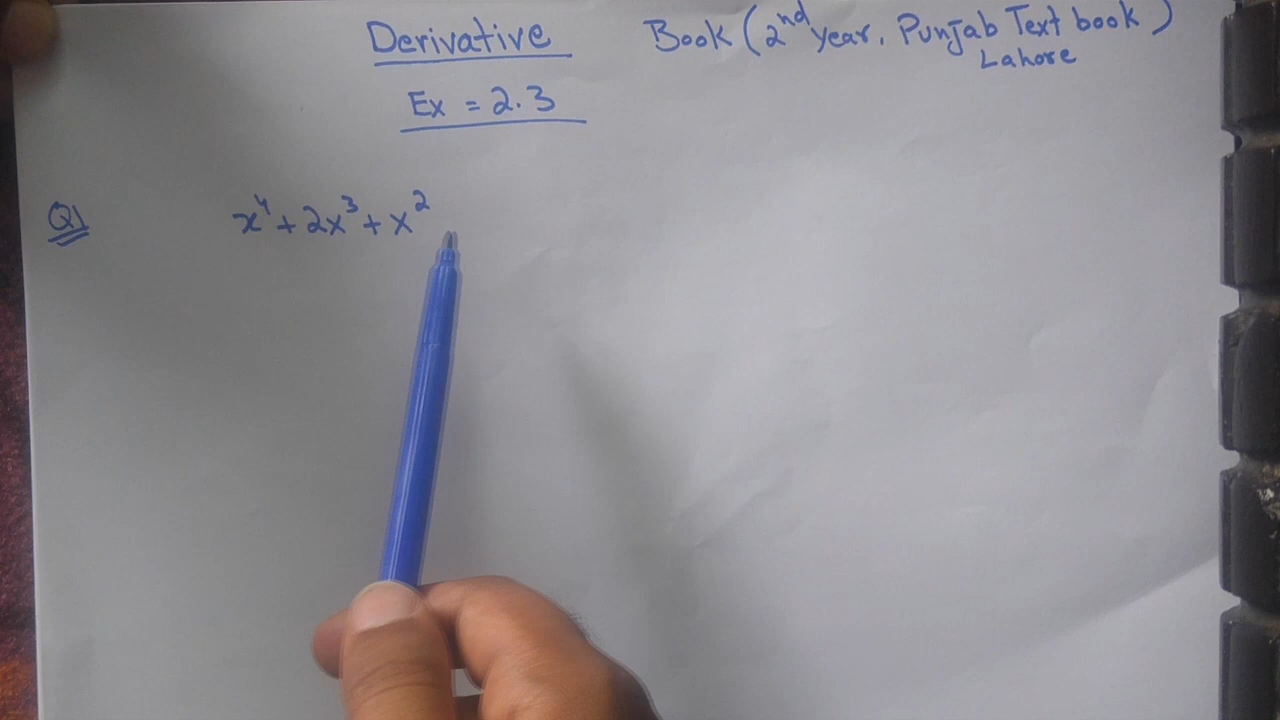 Derivative Book (2nd year, Punjab Text book)
Lahore
Ex = 2.3
Q1 x⁴ + 2x³ + x²